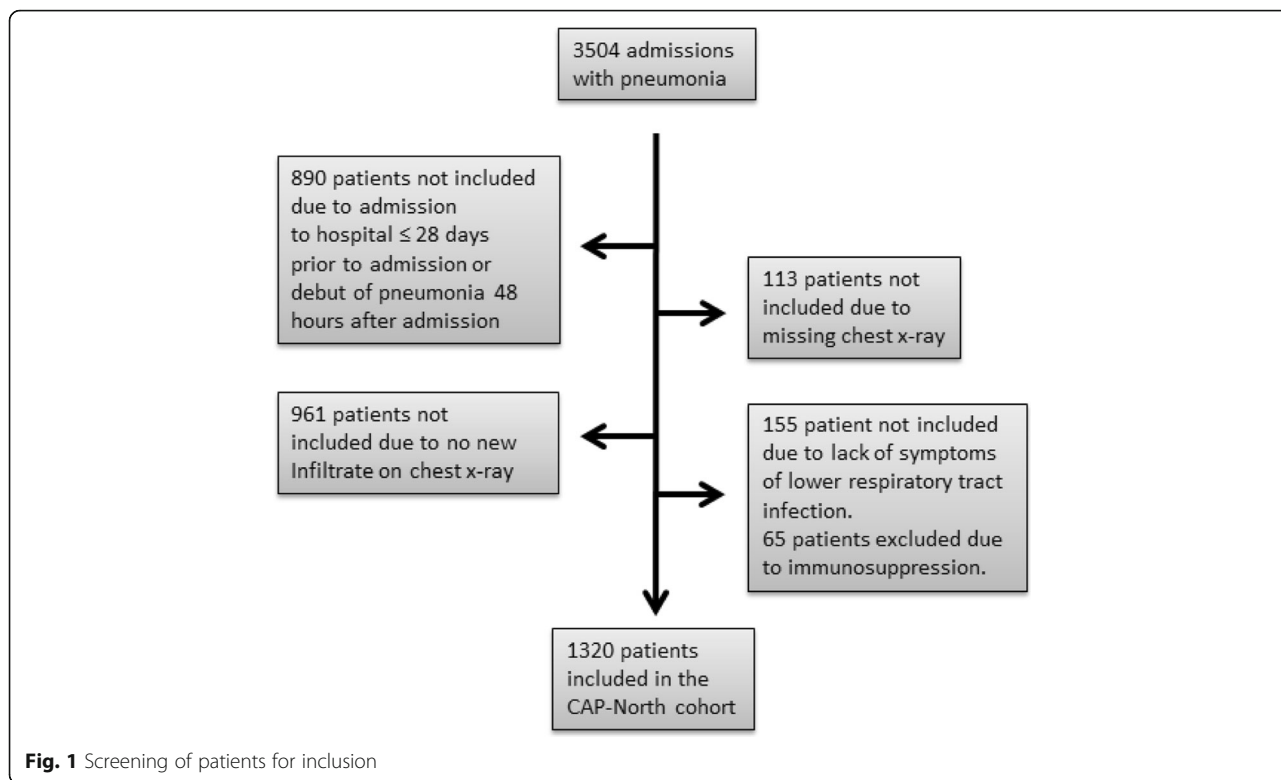 3504 admissions
with pneumonia
890 patients not included
due to admission
to hospital ≤ 28 days
prior to admission or
debut of pneumonia 48
hours after admission
113 patients not
included due to
missing chest x-ray
961 patients not
included due to no new
Infiltrate on chest x-ray
155 patient not included
due to lack of symptoms
of lower respiratory tract
infection.
65 patients excluded due
to immunosuppression.
1320 patients
included in the
CAP-North cohort
Fig. 1 Screening of patients for inclusion